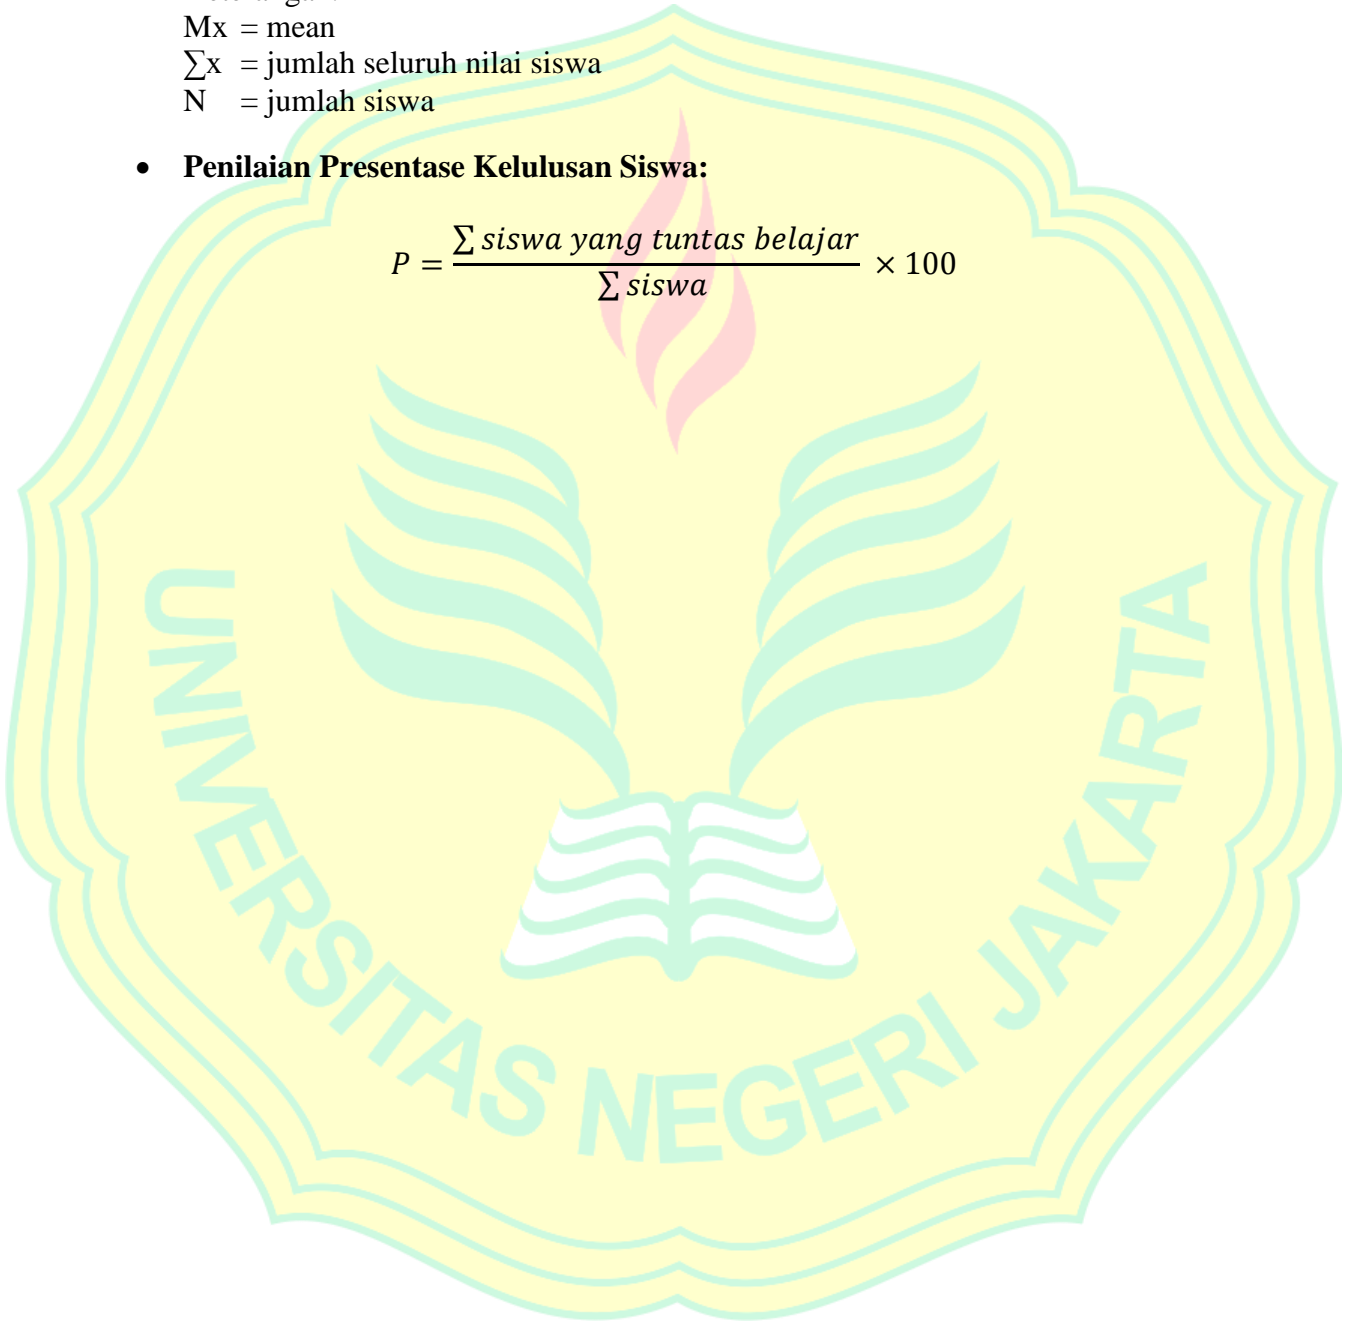 Mx = mean
∑x = jumlah seluruh nilai siswa
N = jumlah siswa
• Penilaian Presentase Kelulusan Siswa:
P = ∑ siswa yang tuntas belajar / ∑ siswa × 100
UNIVERSITAS NEGERI JAKARTA